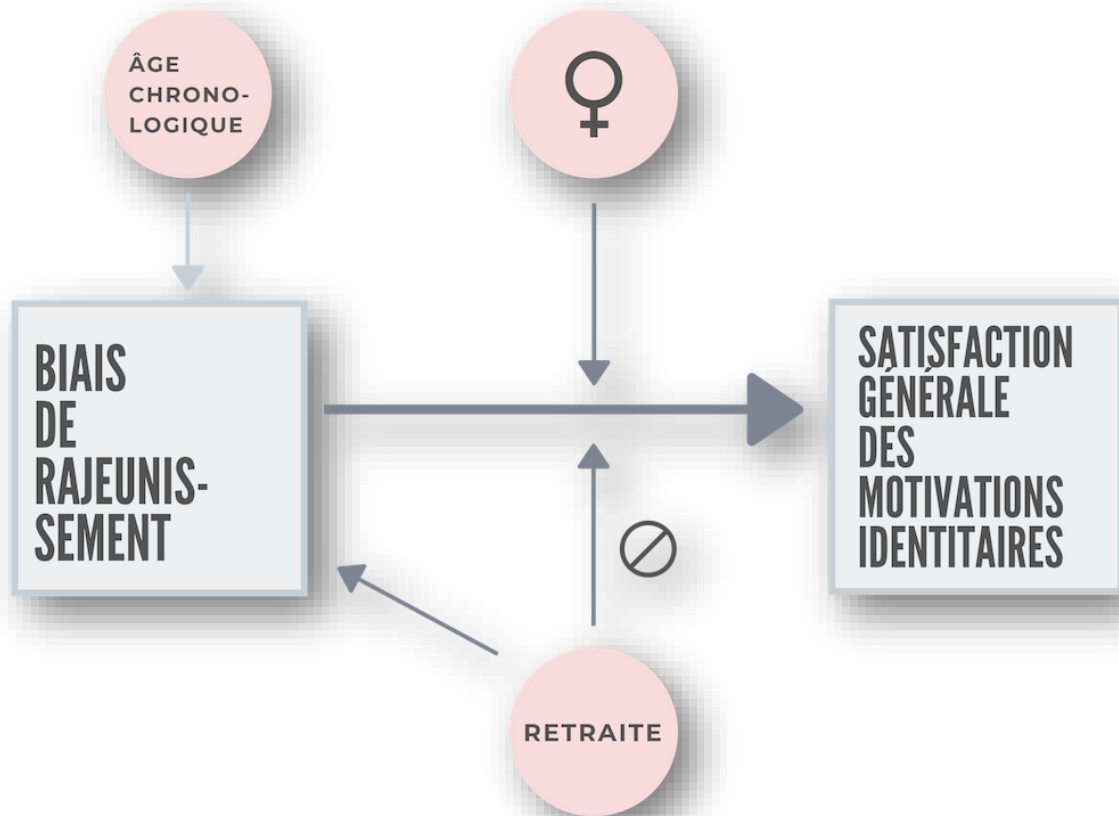 ÂGE
CHRONO-
LOGIQUE
BIAIS
DE
RAJEUNIS-
SEMENT
SATISFACTION
GÉNÉRALE
DES
MOTIVATIONS
IDENTITAIRES
RETRAITE